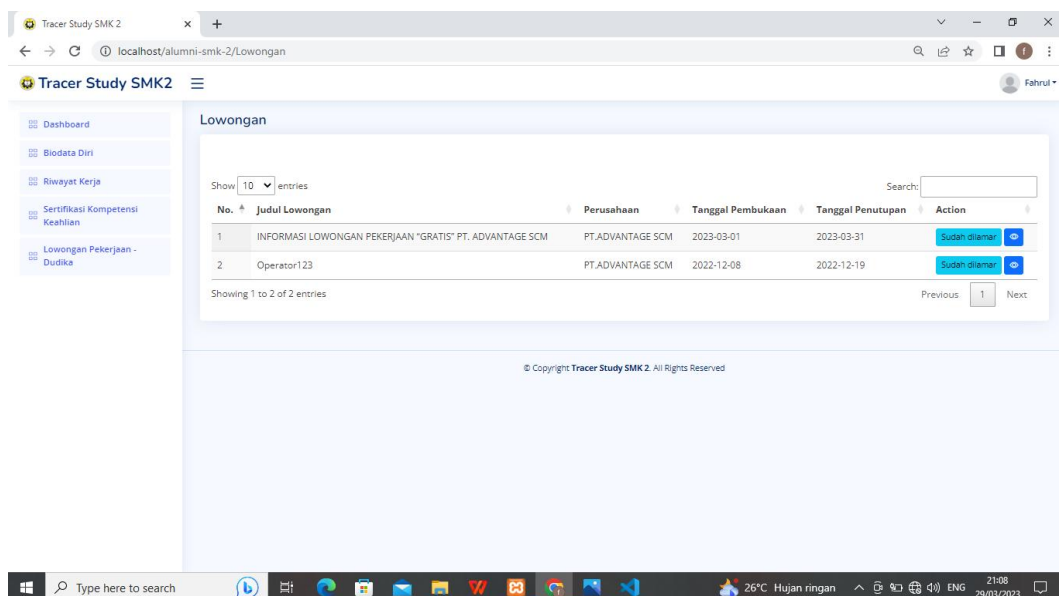 Tracer Study SMK 2
localhost/alumni-smk-2/Lowongan
f
Tracer Study SMK2
Fahrul
Dashboard
Biodata Diri
Riwayat Kerja
Sertifikasi Kompetensi
Keahlian
Lowongan Pekerjaan -
Dudika
Lowongan
Show 10 entries
Search:
No. Judul Lowongan Perusahaan Tanggal Pembukaan Tanggal Penutupan Action
1 INFORMASI LOWONGAN PEKERJAAN "GRATIS" PT. ADVANTAGE SCM PT.ADVANTAGE SCM 2023-03-01 2023-03-31 Sudah dilamar
2 Operator123 PT.ADVANTAGE SCM 2022-12-08 2022-12-19 Sudah dilamar
Showing 1 to 2 of 2 entries
Previous 1 Next
© Copyright Tracer Study SMK 2. All Rights Reserved
Type here to search
26°C Hujan ringan
ENG
21:08
29/03/2023